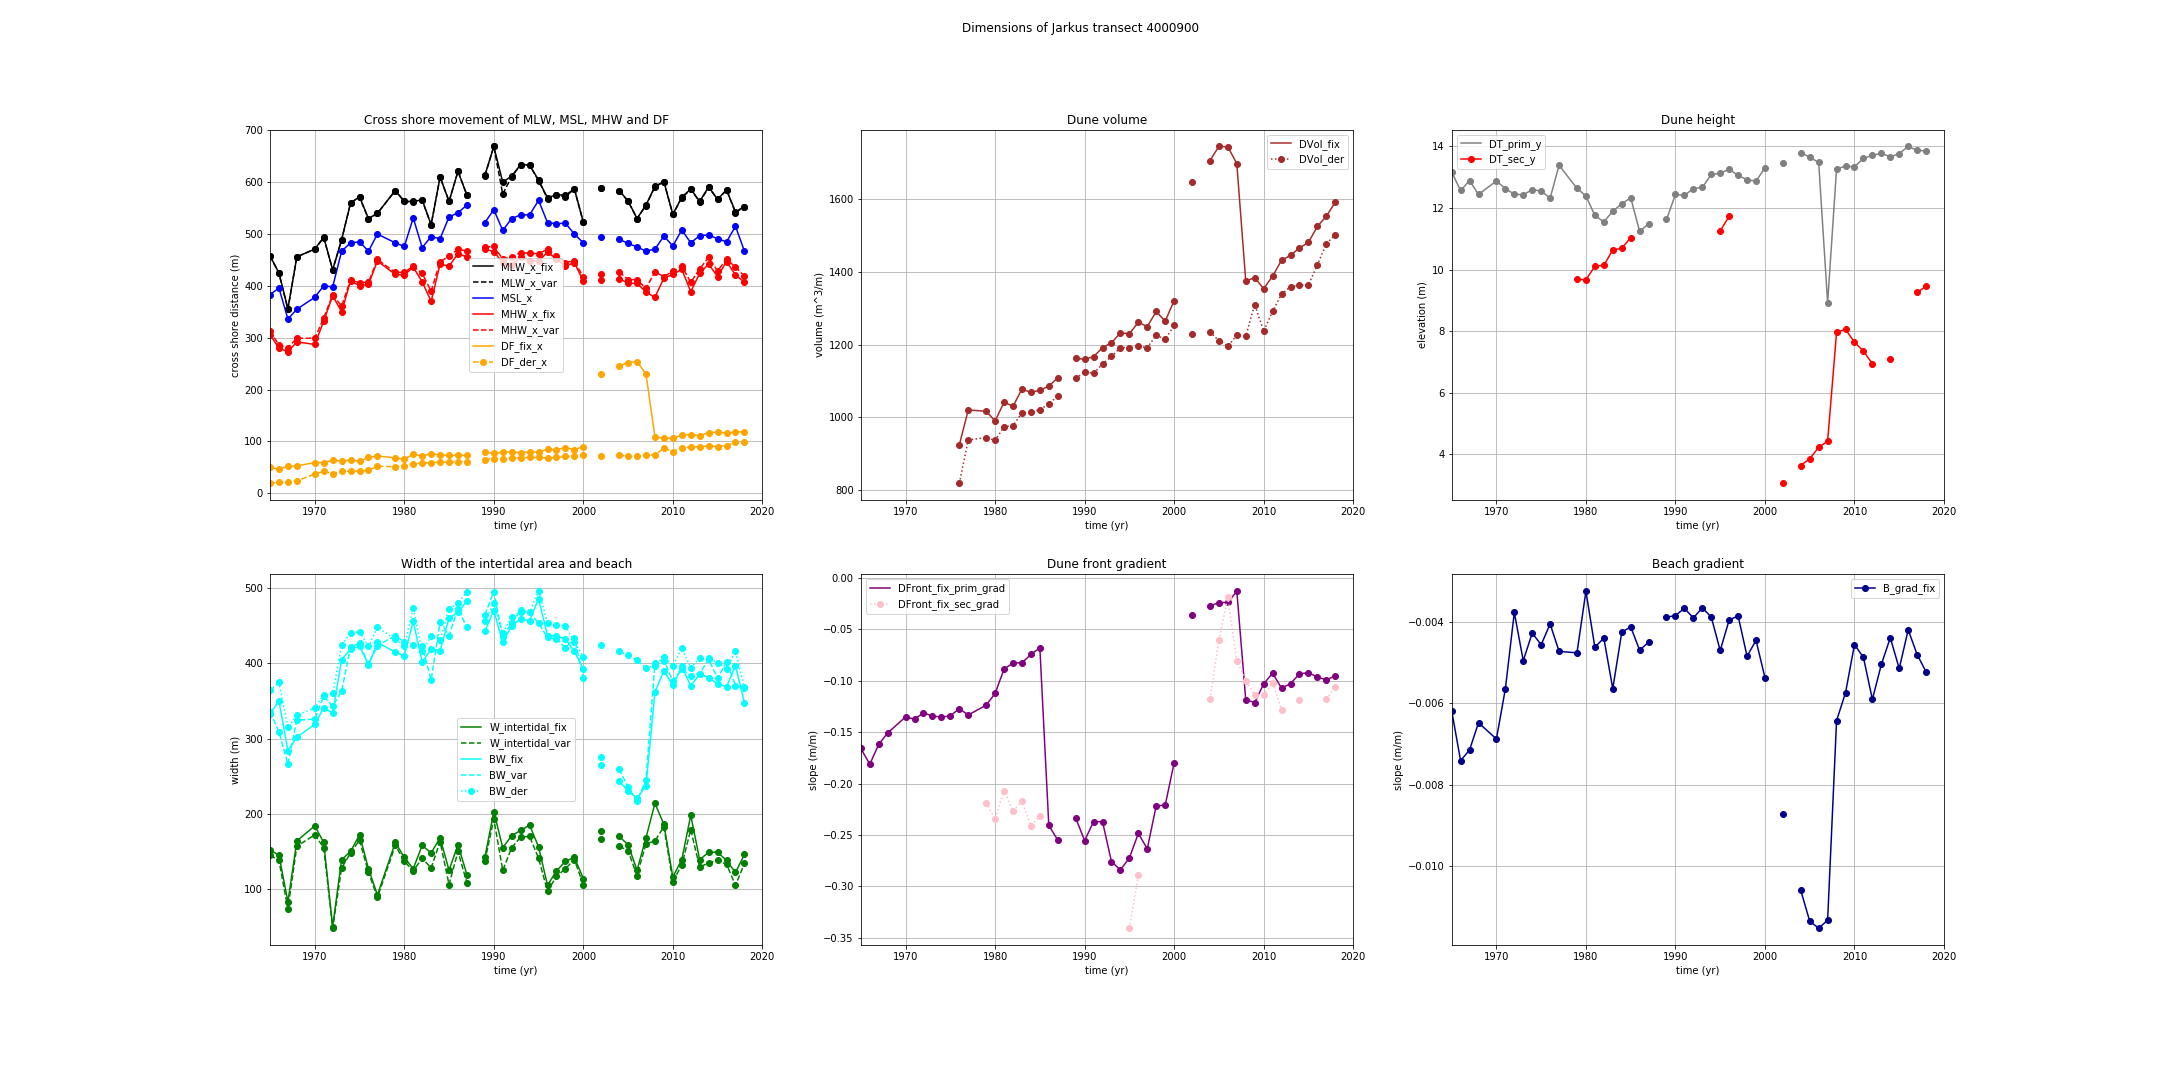 Dimensions of Jarkus transect 4000900
Cross shore movement of MLW, MSL, MHW and DF
cross shore distance (m)
700
600
500
400
300
200
100
0
MLW_x_fix
MLW_x_var
MSL_x
MHW_x_fix
MHW_x_var
DF_fix_x
DF_der_x
1970 1980 1990 2000 2010 2020
time (yr)
Dune volume
volume (m^3/m)
1600
1400
1200
1000
800
DVol_fix
DVol_der
1970 1980 1990 2000 2010 2020
time (yr)
Dune height
elevation (m)
14
12
10
8
6
4
DT_prim_y
DT_sec_y
1970 1980 1990 2000 2010 2020
time (yr)
Width of the intertidal area and beach
width (m)
500
400
300
200
100
W_intertidal_fix
W_intertidal_var
BW_fix
BW_var
BW_der
1970 1980 1990 2000 2010 2020
time (yr)
Dune front gradient
slope (m/m)
0.00
−0.05
−0.10
−0.15
−0.20
−0.25
−0.30
−0.35
DFront_fix_prim_grad
DFront_fix_sec_grad
1970 1980 1990 2000 2010 2020
time (yr)
Beach gradient
slope (m/m)
−0.004
−0.006
−0.008
−0.010
B_grad_fix
1970 1980 1990 2000 2010 2020
time (yr)